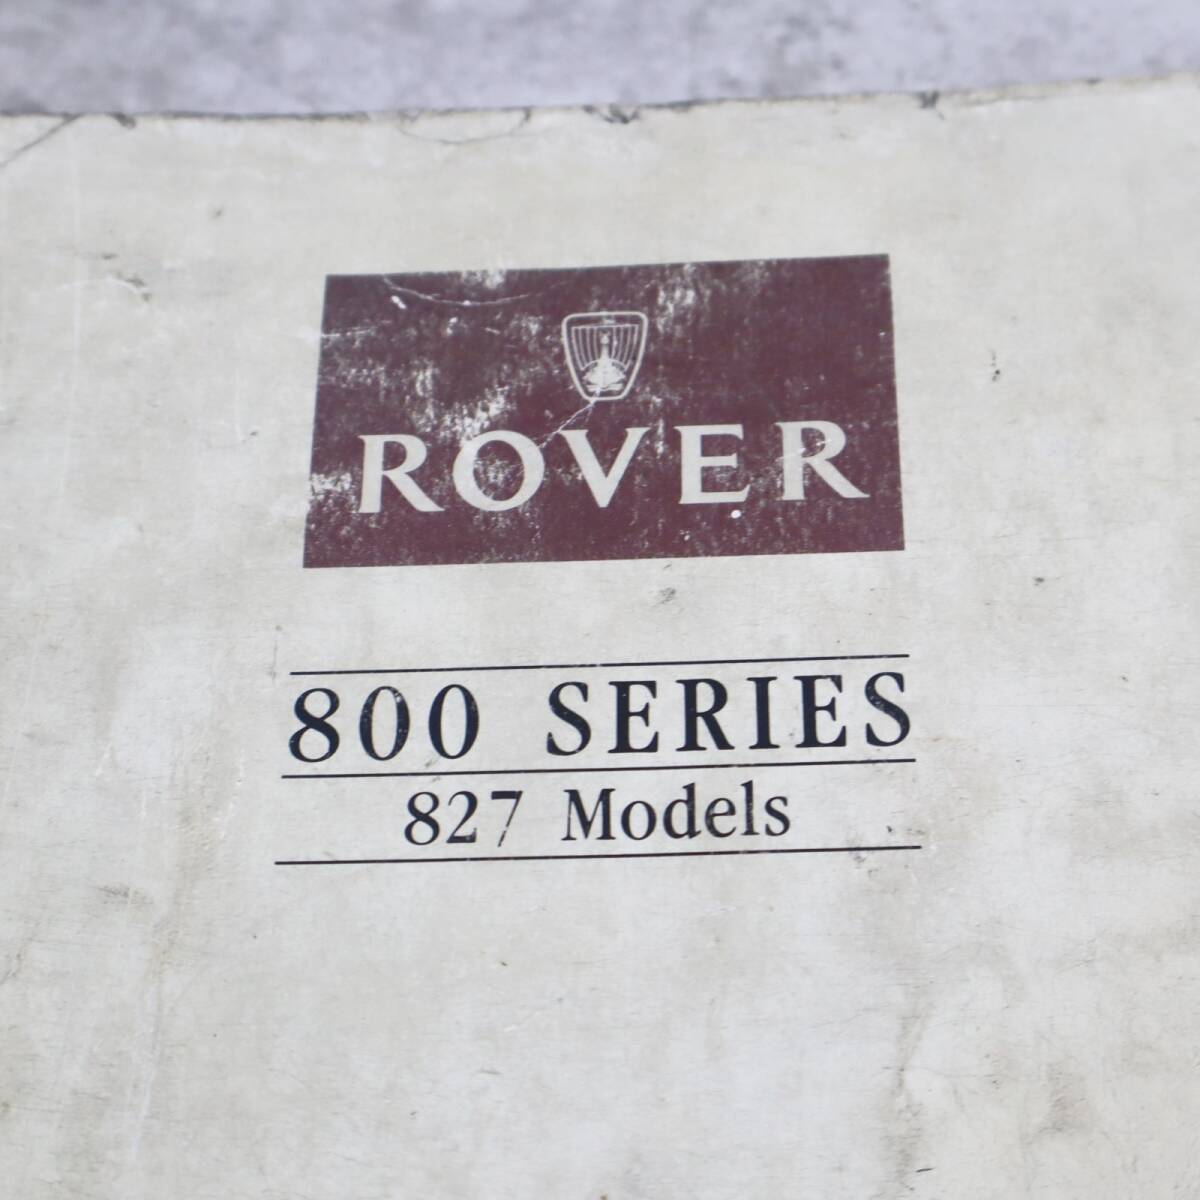 ROVER
800 SERIES
827 Models